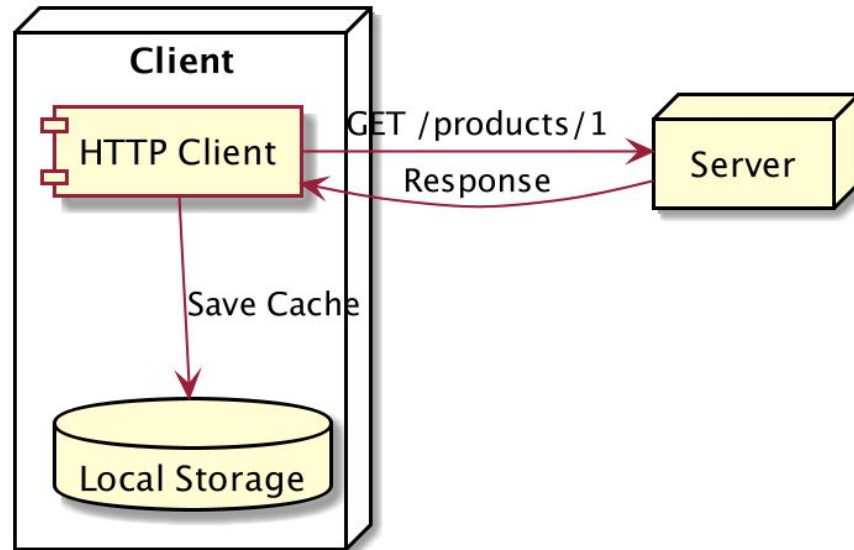 Client
HTTP Client
GET /products/1
Response
Server
Save Cache
Local Storage